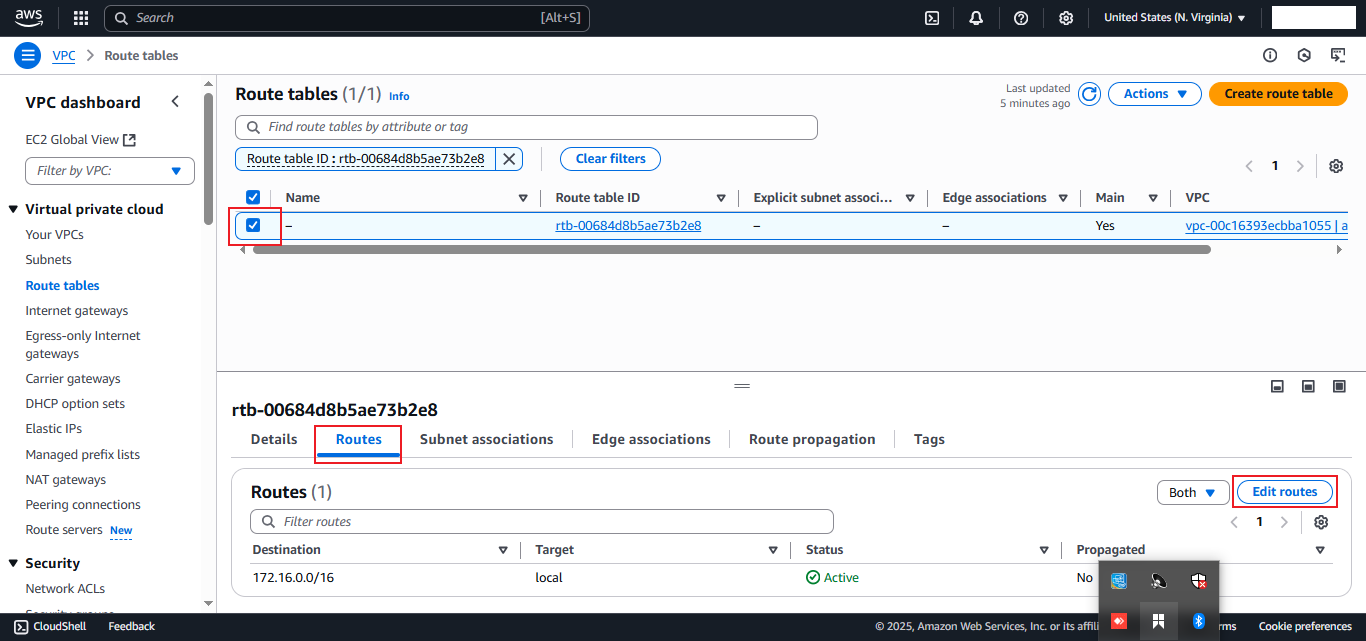 aws
Search [Alt+S]
United States (N. Virginia)
VPC > Route tables
VPC dashboard
EC2 Global View
Filter by VPC:
Virtual private cloud
Your VPCs
Subnets
Route tables
Internet gateways
Egress-only Internet
gateways
Carrier gateways
DHCP option sets
Elastic IPs
Managed prefix lists
NAT gateways
Peering connections
Route servers New
Security
Network ACLs
Route tables (1/1) Info
Last updated
5 minutes ago
Actions
Create route table
Find route tables by attribute or tag
Route table ID : rtb-00684d8b5ae73b2e8
Clear filters
1
Name Route table ID Explicit subnet associ... Edge associations Main VPC
– rtb-00684d8b5ae73b2e8 – – Yes vpc-00c16393ecbba1055 | a
rtb-00684d8b5ae73b2e8
Details Routes Subnet associations Edge associations Route propagation Tags
Routes (1)
Both
Edit routes
Filter routes
1
Destination Target Status Propagated
172.16.0.0/16 local Active No
CloudShell Feedback © 2025, Amazon Web Services, Inc. or its affili rms Cookie preferences